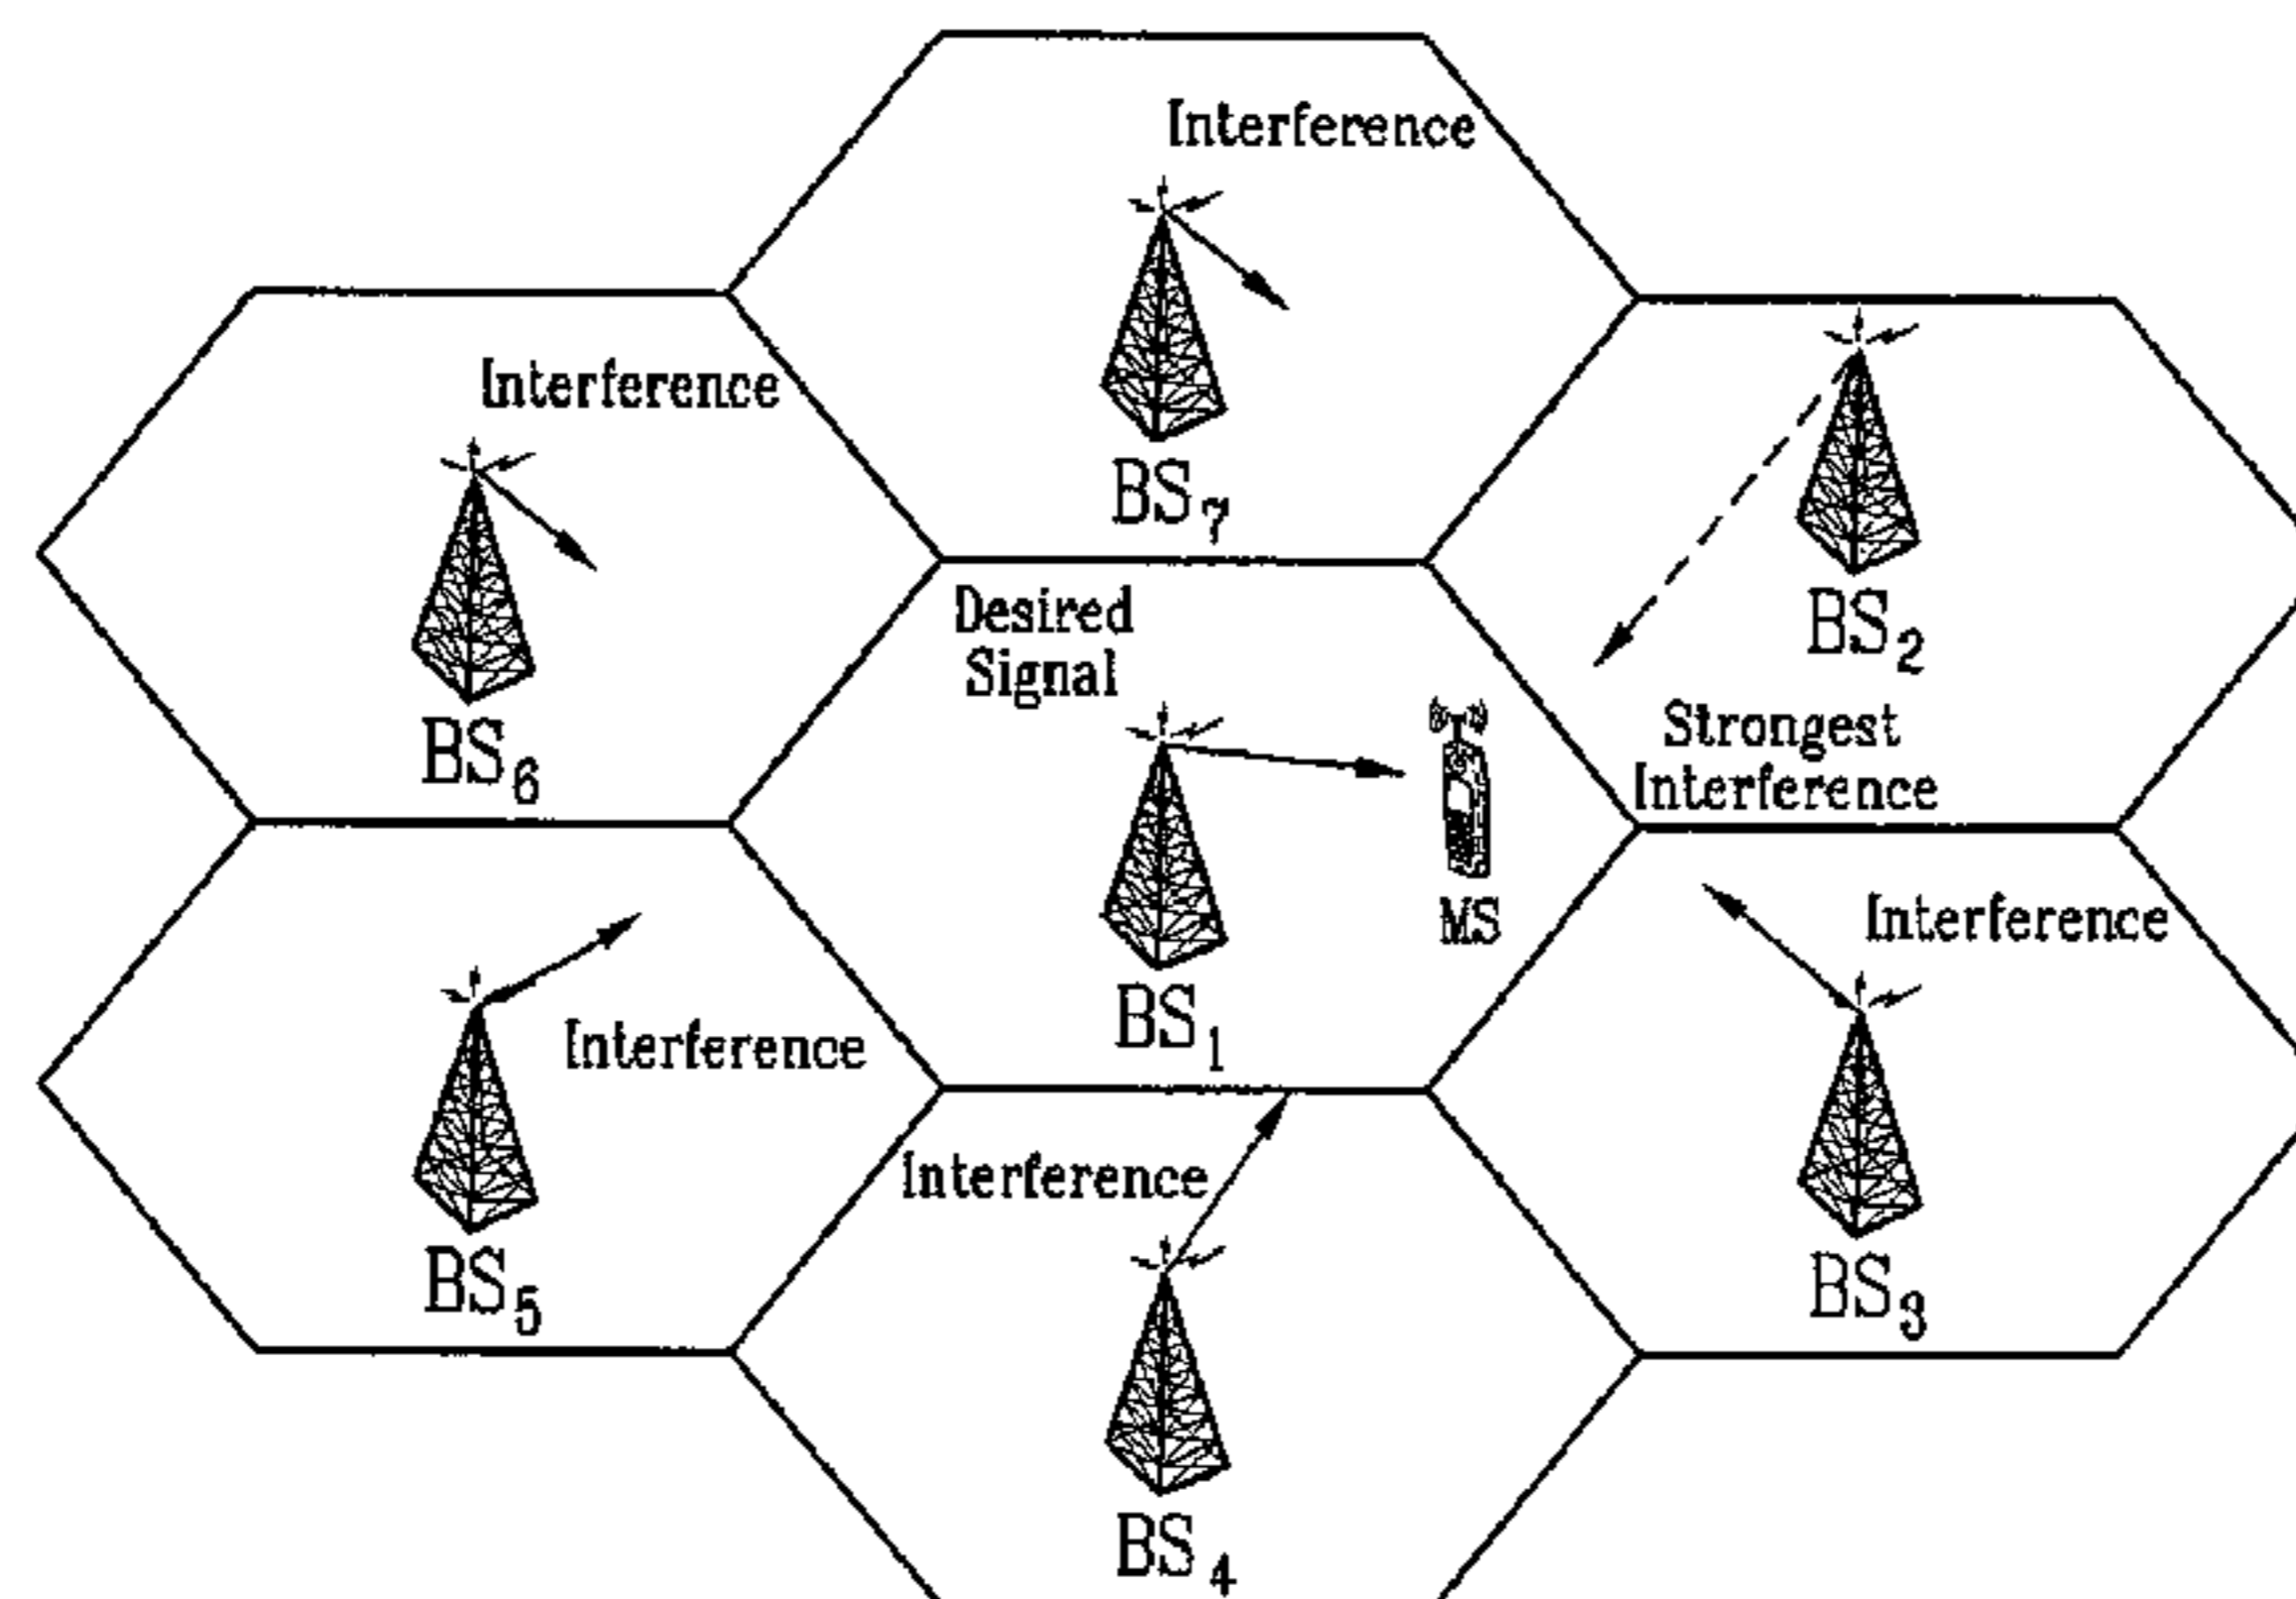 Interference
BS7
Interference
BS6
BS2
Desired
Signal
Strongest
Interference
MS
BS1
Interference
BS3
Interference
BS5
Interference
BS4